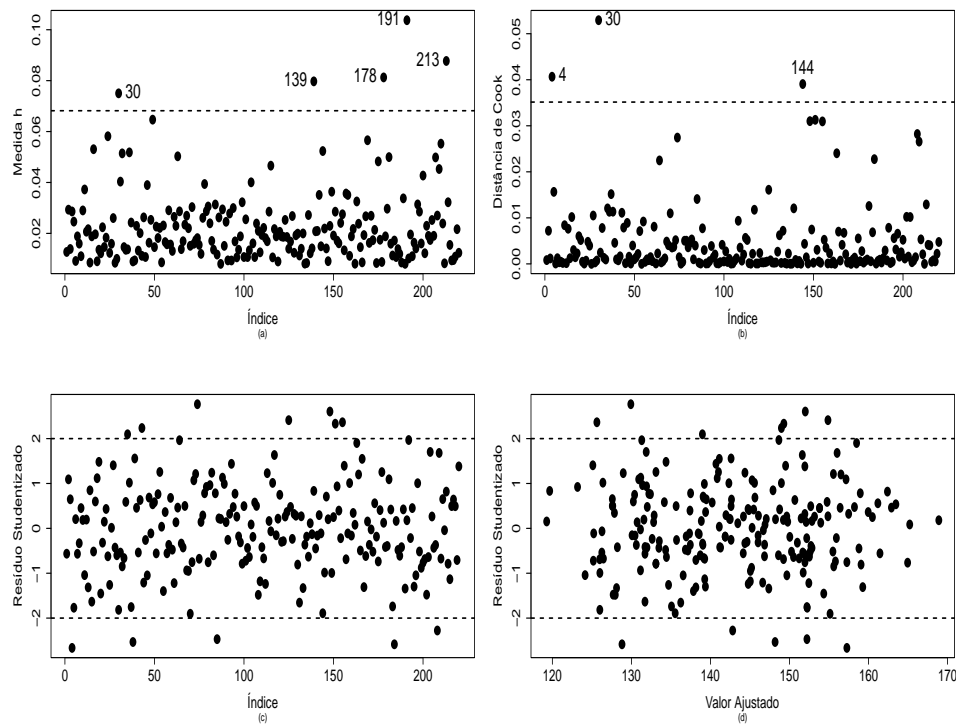 Medida h
0.02 0.04 0.06 0.08 0.10
30
139
178
191
213
0 50 100 150 200
Índice
(a)
Distância de Cook
0.00 0.01 0.02 0.03 0.04 0.05
4
30
144
0 50 100 150 200
Índice
(b)
Resíduo Studentizado
−2 −1 0 1 2
0 50 100 150 200
Índice
(c)
Resíduo Studentizado
−2 −1 0 1 2
120 130 140 150 160 170
Valor Ajustado
(d)